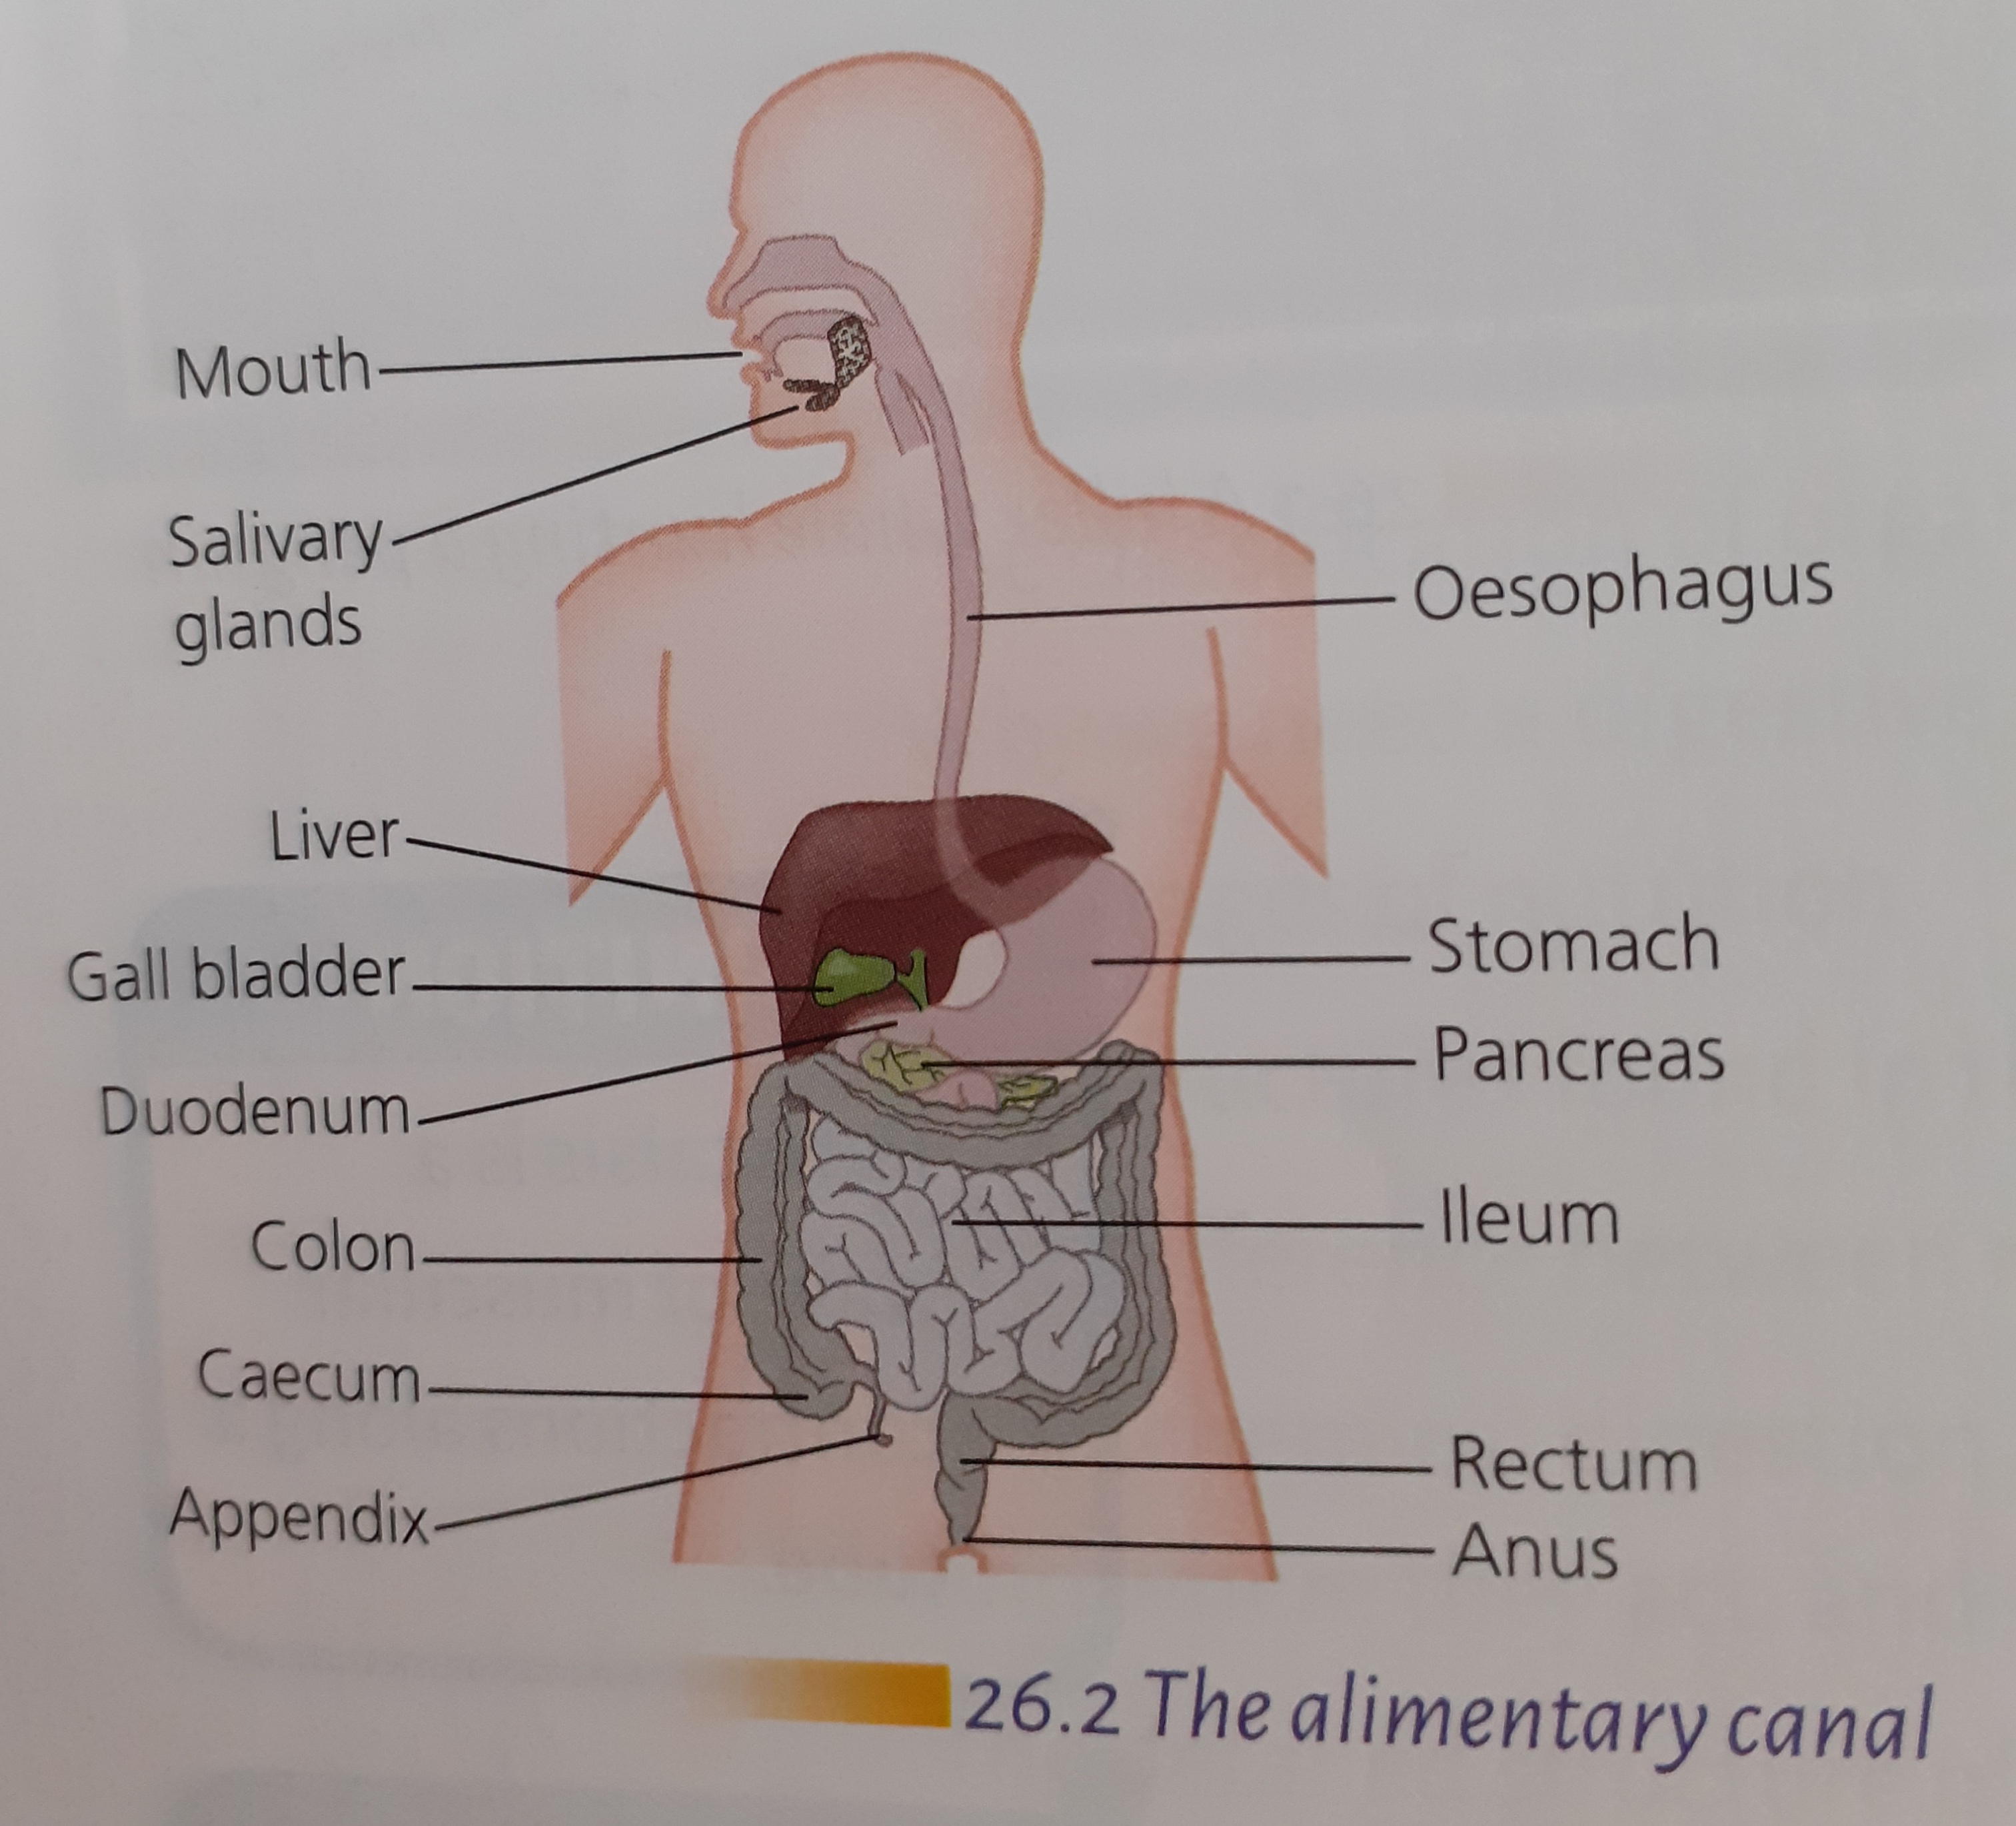 Mouth
Salivary
glands
Liver
Gall bladder
Duodenum
Colon
Caecum
Appendix
Oesophagus
Stomach
Pancreas
Ileum
Rectum
Anus
26.2 The alimentary canal